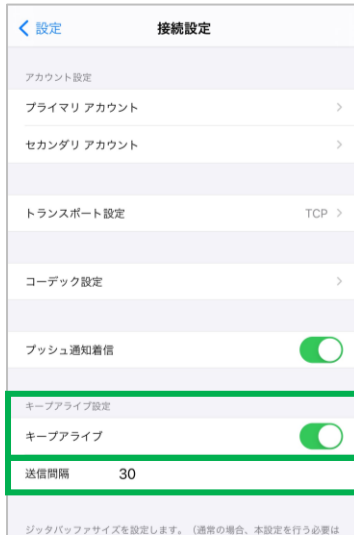 設定 接続設定
アカウント設定
プライマリ アカウント
セカンダリ アカウント
トランスポート設定 TCP
コーデック設定
プッシュ通知着信
キープアライブ設定
キープアライブ
送信間隔 30
ジッタバッファサイズを設定します。（通常の場合、本設定を行う必要は